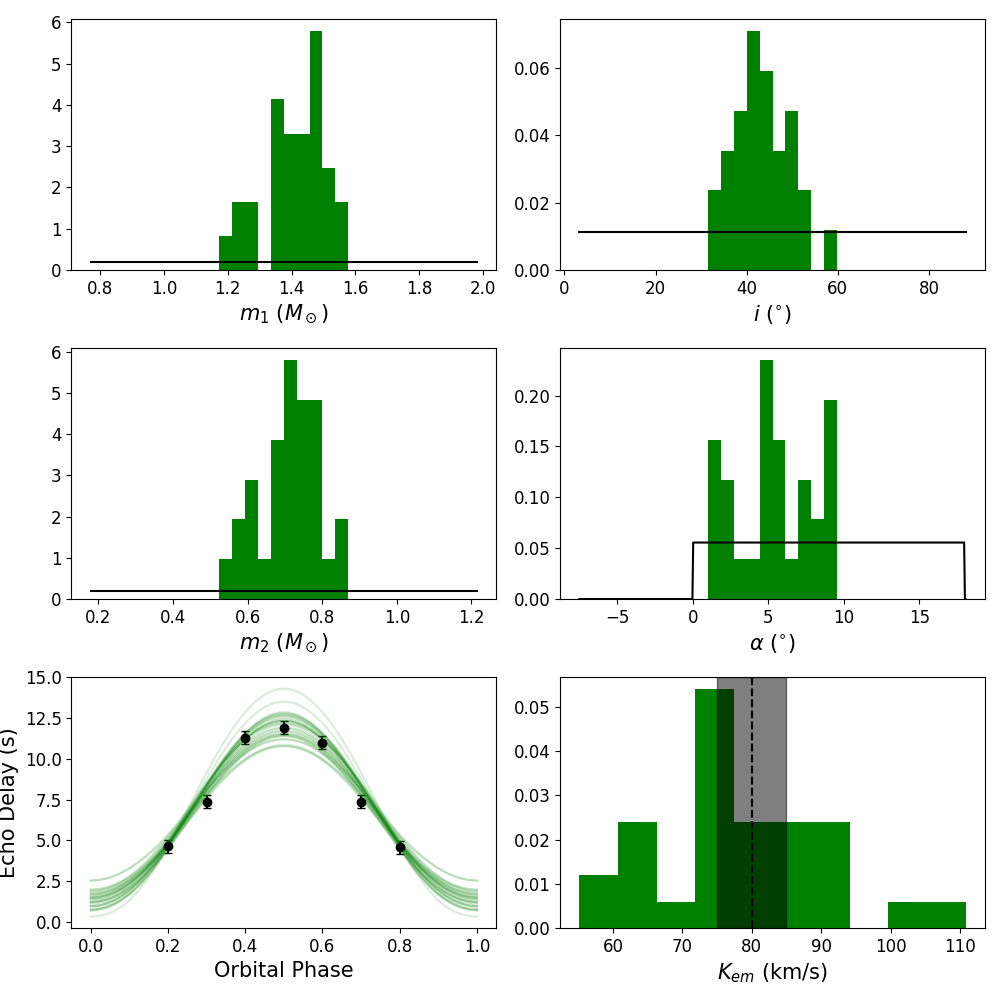 6
5
4
3
2
1
0
0.8 1.0 1.2 1.4 1.6 1.8 2.0
m₁ (M⊙)
0.06
0.04
0.02
0.00
0 20 40 60 80
i (°)
6
5
4
3
2
1
0
0.2 0.4 0.6 0.8 1.0 1.2
m₂ (M⊙)
0.20
0.15
0.10
0.05
0.00
−5 0 5 10 15
α (°)
Echo Delay (s)
15.0
12.5
10.0
7.5
5.0
2.5
0.0
0.0 0.2 0.4 0.6 0.8 1.0
Orbital Phase
0.05
0.04
0.03
0.02
0.01
0.00
60 70 80 90 100 110
Kₑₘ (km/s)